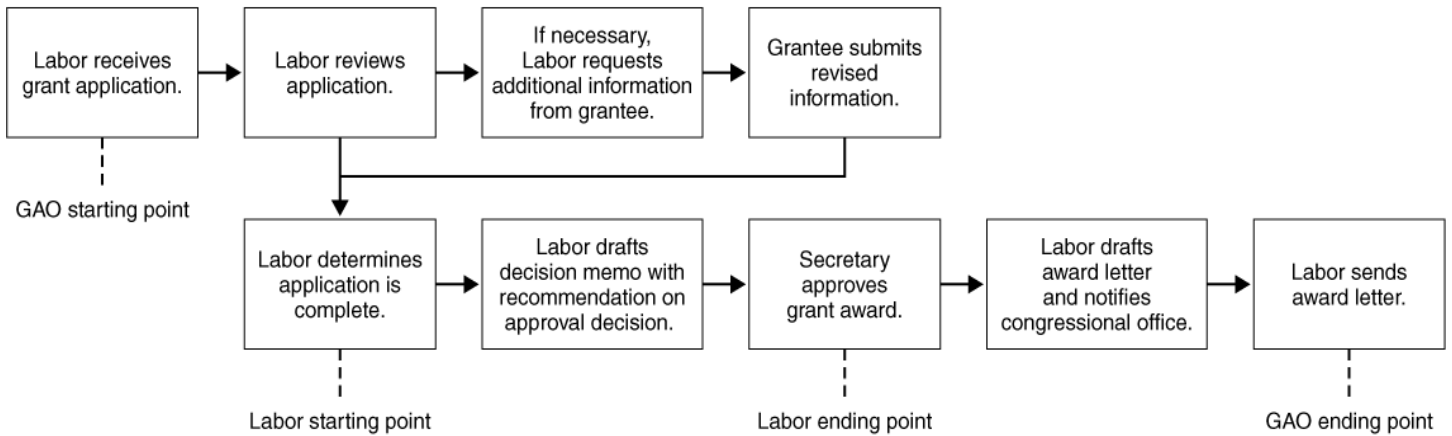 Labor receives
grant application.
Labor reviews
application.
If necessary,
Labor requests
additional information
from grantee.
Grantee submits
revised
information.
GAO starting point
Labor determines
application is
complete.
Labor drafts
decision memo with
recommendation on
approval decision.
Secretary
approves
grant award.
Labor drafts
award letter
and notifies
congressional office.
Labor sends
award letter.
Labor starting point
Labor ending point
GAO ending point